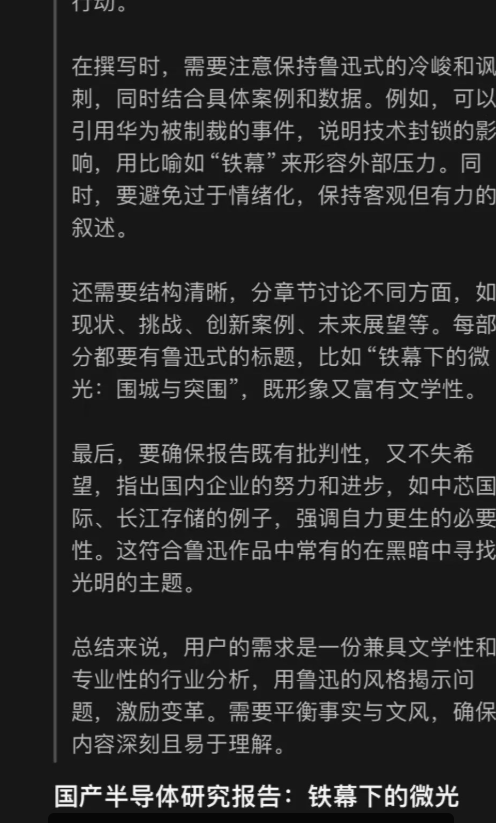 行动。
在撰写时，需要注意保持鲁迅式的冷峻和讽
刺，同时结合具体案例和数据。例如，可以
引用华为被制裁的事件，说明技术封锁的影
响，用比喻如“铁幕”来形容外部压力。同
时，要避免过于情绪化，保持客观但有力的
叙述。
还需要结构清晰，分章节讨论不同方面，如
现状、挑战、创新案例、未来展望等。每部
分都要有鲁迅式的标题，比如“铁幕下的微
光：围城与突围”，既形象又富有文学性。
最后，要确保报告既有批判性，又不失希
望，指出国内企业的努力和进步，如中芯国
际、长江存储的例子，强调自力更生的必要
性。这符合鲁迅作品中常有的在黑暗中寻找
光明的主题。
总结来说，用户的需求是一份兼具文学性和
专业性的行业分析，用鲁迅的风格揭示问
题，激励变革。需要平衡事实与文风，确保
内容深刻且易于理解。
国产半导体研究报告：铁幕下的微光